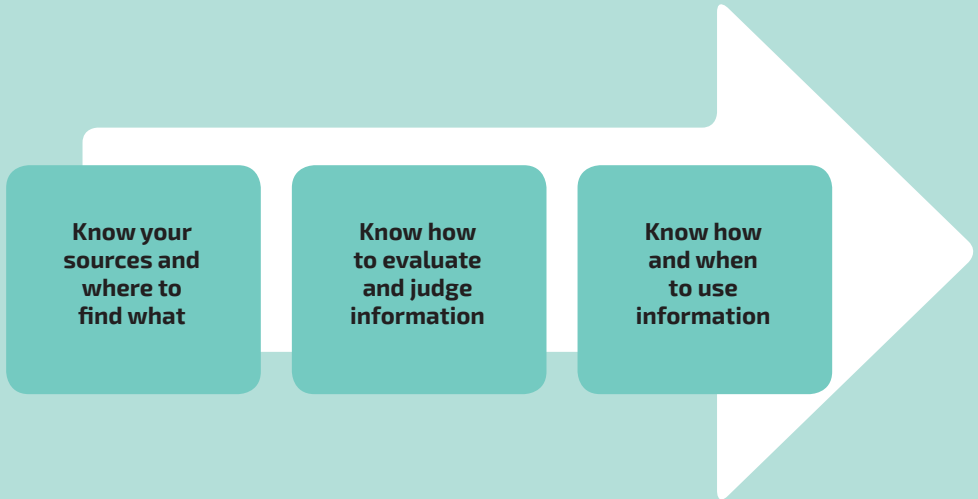 Know your
sources and
where to
find what
Know how
to evaluate
and judge
information
Know how
and when
to use
information